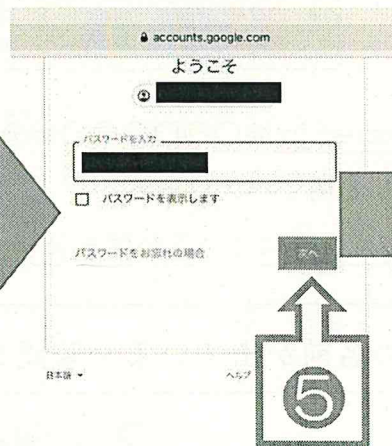 accounts.google.com
ようこそ
パスワードを入力
パスワードを表示します
パスワードをお忘れの場合
次へ
日本語
ヘルプ
5